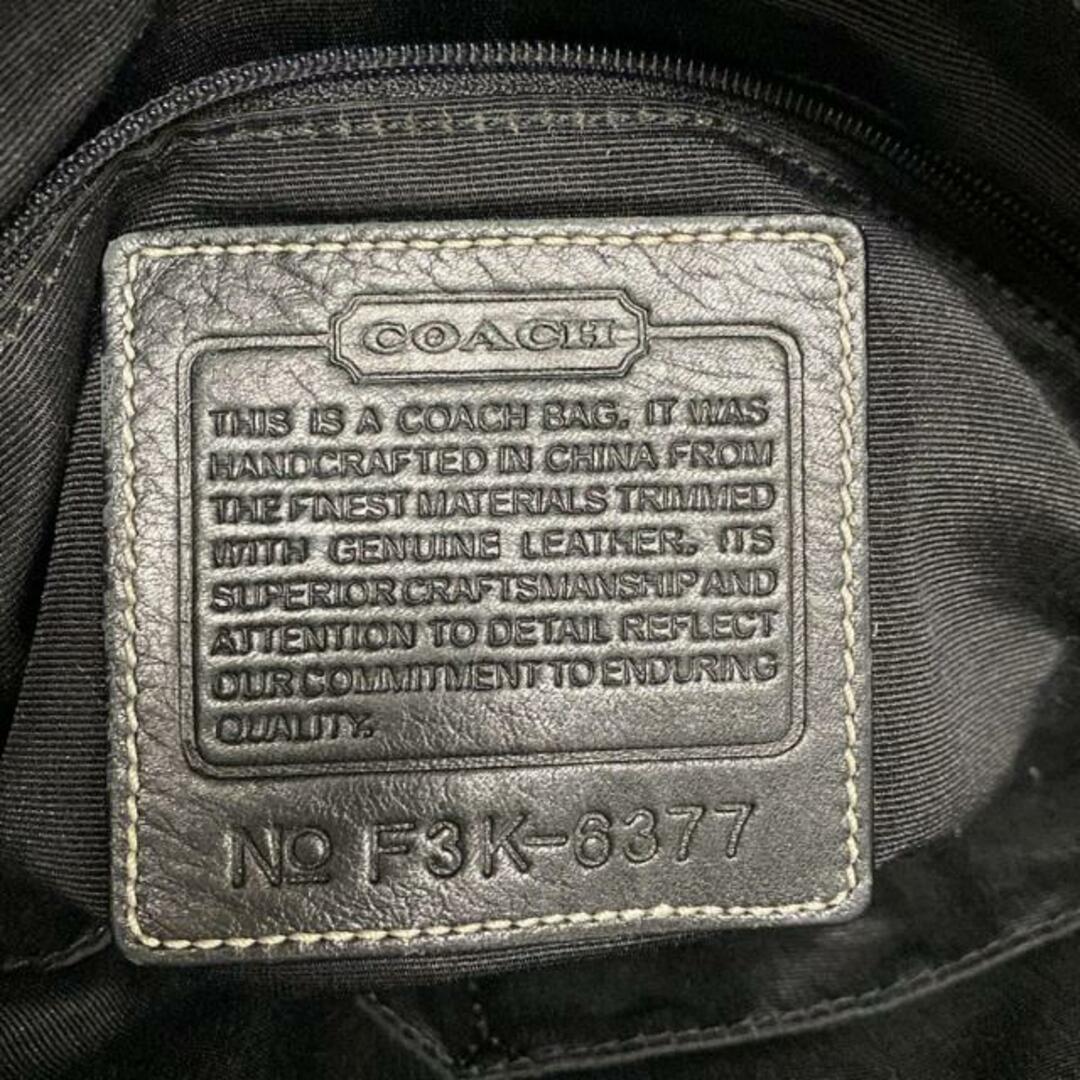 COACH
THIS IS A COACH BAG. IT WAS
HANDCRAFTED IN CHINA FROM
THE FINEST MATERIALS TRIMMED
WITH GENUINE LEATHER. ITS
SUPERIOR CRAFTSMANSHIP AND
ATTENTION TO DETAIL REFLECT
OUR COMMITMENT TO ENDURING
QUALITY.
No F3K-6377